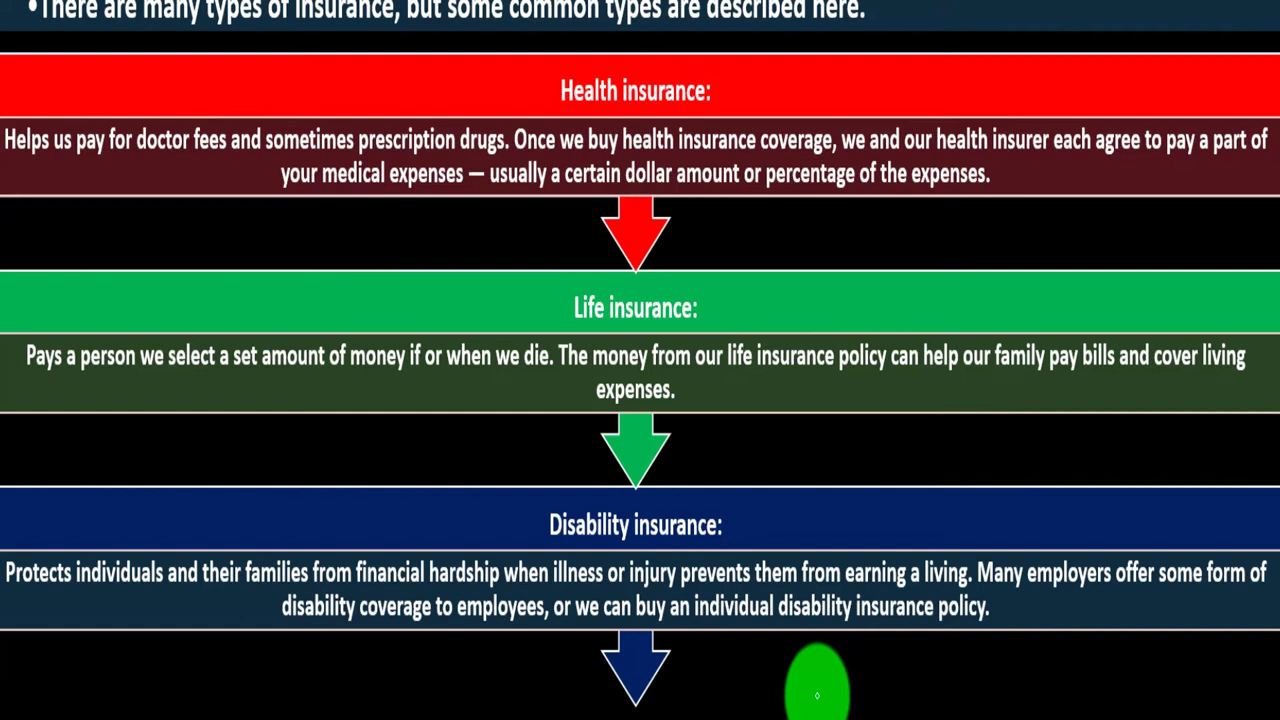 •There are many types of insurance, but some common types are described here.
Health insurance:
Helps us pay for doctor fees and sometimes prescription drugs. Once we buy health insurance coverage, we and our health insurer each agree to pay a part of
your medical expenses — usually a certain dollar amount or percentage of the expenses.
Life insurance:
Pays a person we select a set amount of money if or when we die. The money from our life insurance policy can help our family pay bills and cover living
expenses.
Disability insurance:
Protects individuals and their families from financial hardship when illness or injury prevents them from earning a living. Many employers offer some form of
disability coverage to employees, or we can buy an individual disability insurance policy.